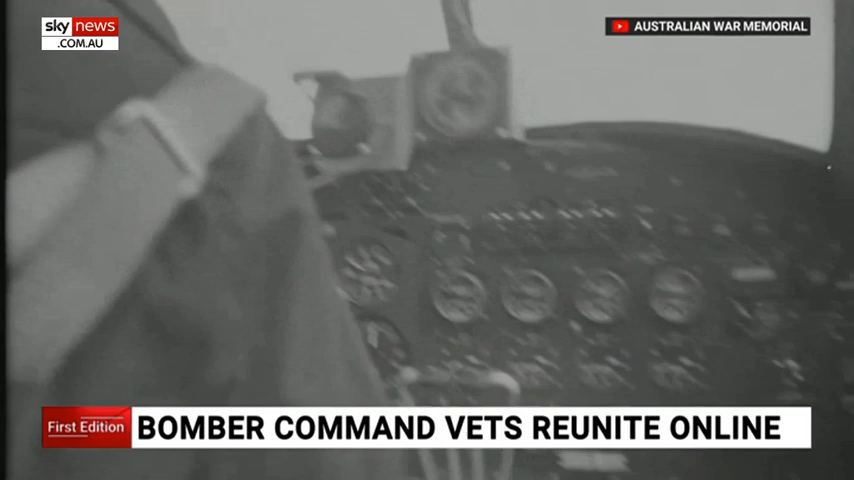 sky news
.COM.AU
AUSTRALIAN WAR MEMORIAL
First Edition
BOMBER COMMAND VETS REUNITE ONLINE